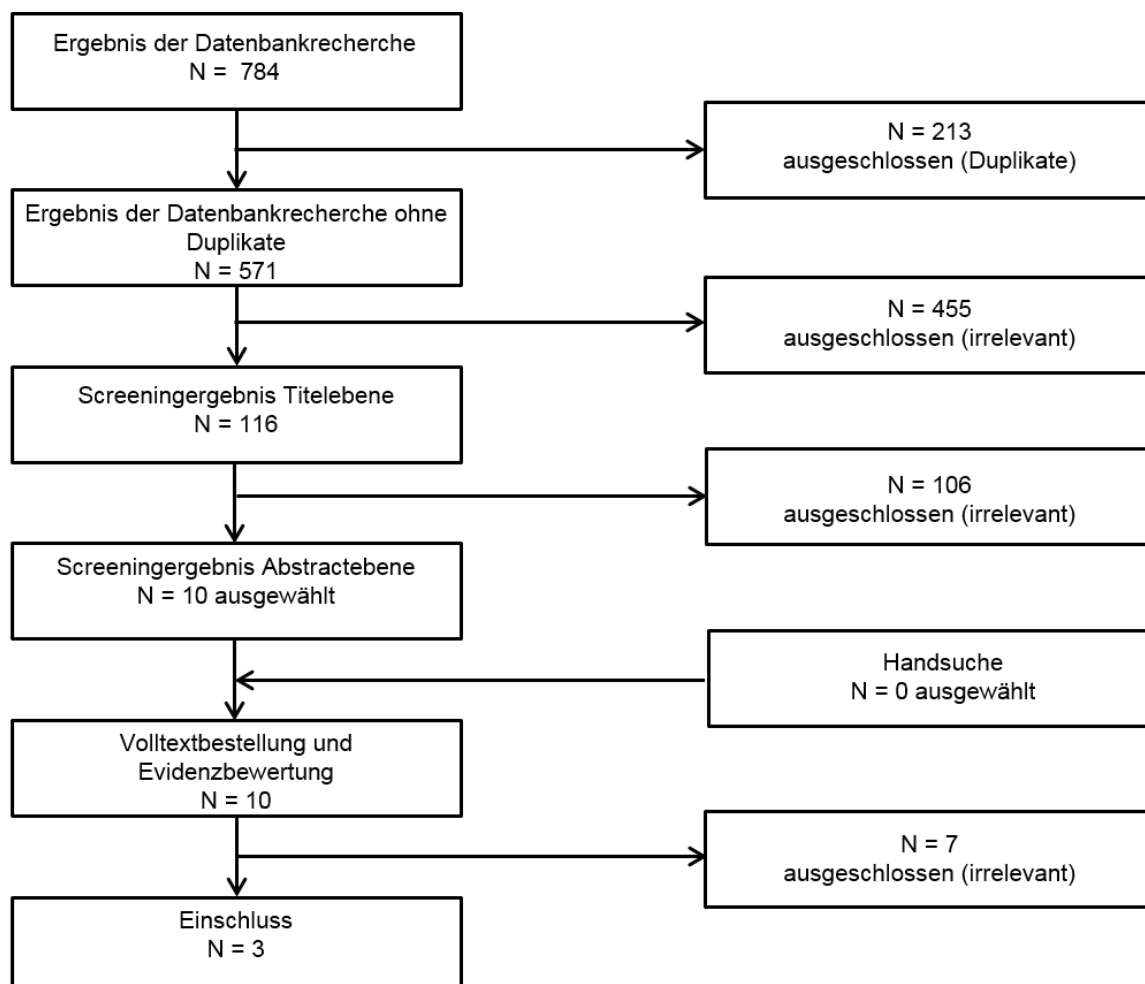 Ergebnis der Datenbankrecherche
N = 784
N = 213
ausgeschlossen (Duplikate)
Ergebnis der Datenbankrecherche ohne
Duplikate
N = 571
N = 455
ausgeschlossen (irrelevant)
Screeningergebnis Titelebene
N = 116
N = 106
ausgeschlossen (irrelevant)
Screeningergebnis Abstractebene
N = 10 ausgewählt
Handsuche
N = 0 ausgewählt
Volltextbestellung und
Evidenzbewertung
N = 10
N = 7
ausgeschlossen (irrelevant)
Einschluss
N = 3